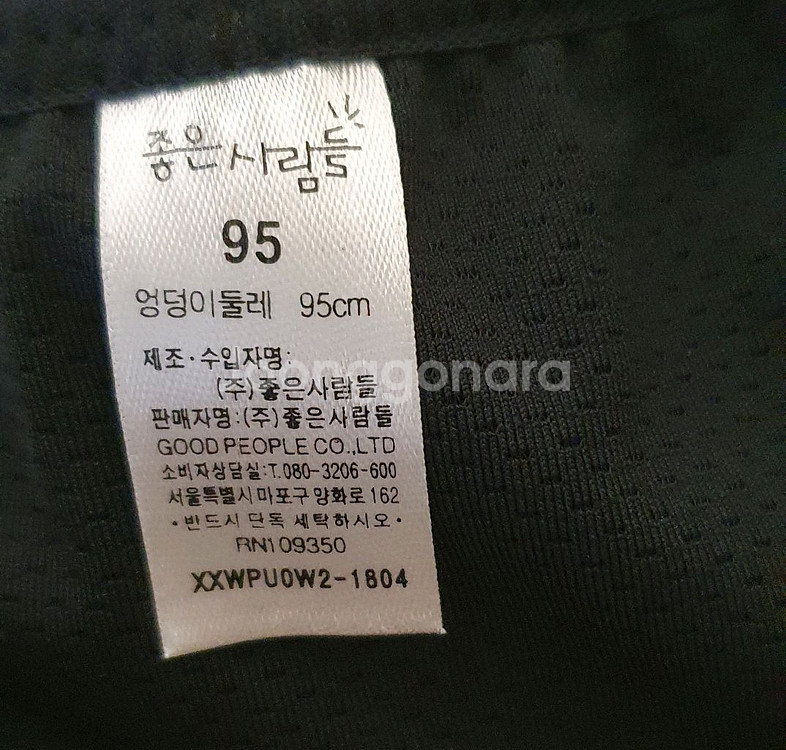 좋은사람들
95
엉덩이둘레 95cm
제조·수입자명:
(주)좋은사람들
joonggonara
판매자명:(주)좋은사람들
GOOD PEOPLE CO.,LTD
소비자상담실:T.080-3206-600
서울특별시 마포구 양화로 162
·반드시 단독 세탁하시오·
RN109350
XXWPU0W2-1804